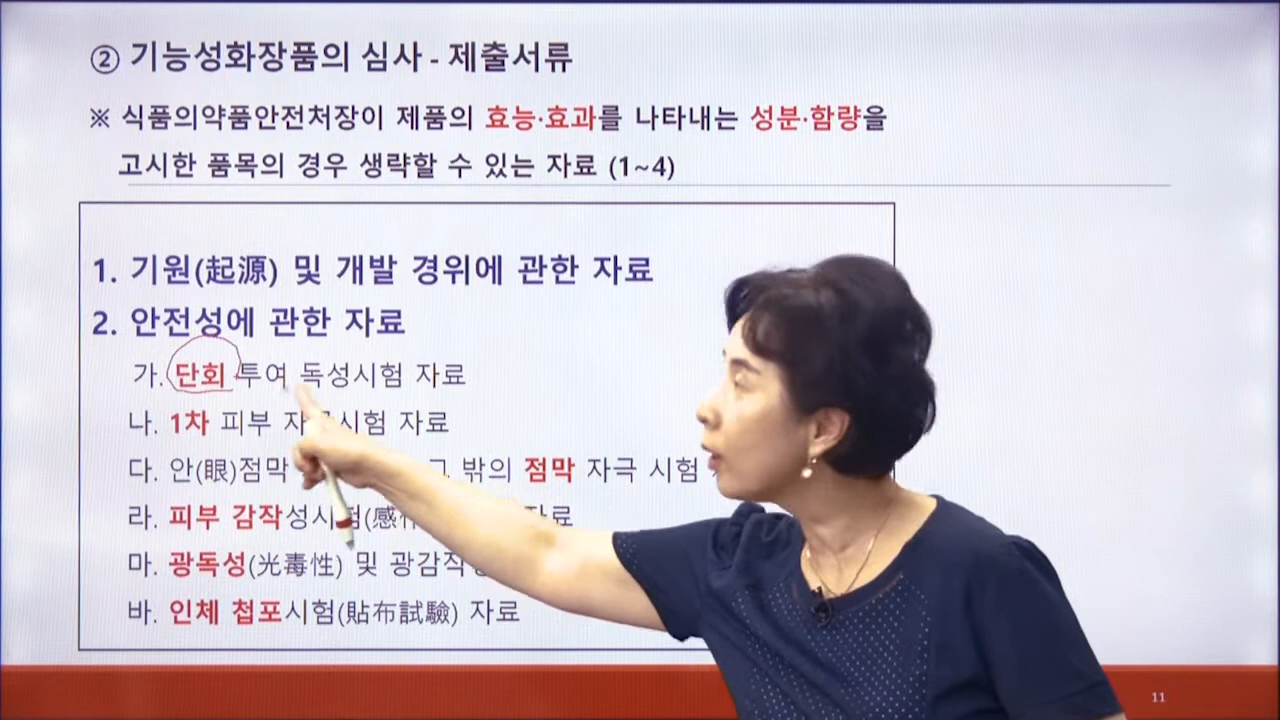 ② 기능성화장품의 심사 - 제출서류
※ 식품의약품안전처장이 제품의 효능·효과를 나타내는 성분·함량을
고시한 품목의 경우 생략할 수 있는 자료 (1~4)
1. 기원(起源) 및 개발 경위에 관한 자료
2. 안전성에 관한 자료
가. 단회 투여 독성시험 자료
나. 1차 피부 시험 자료
다. 안(眼)점막 그 밖의 점막 자극 시험
라. 피부 감작성시험(感 자료
마. 광독성(光毒性) 및 광감작
바. 인체 첩포시험(貼布試驗) 자료
11